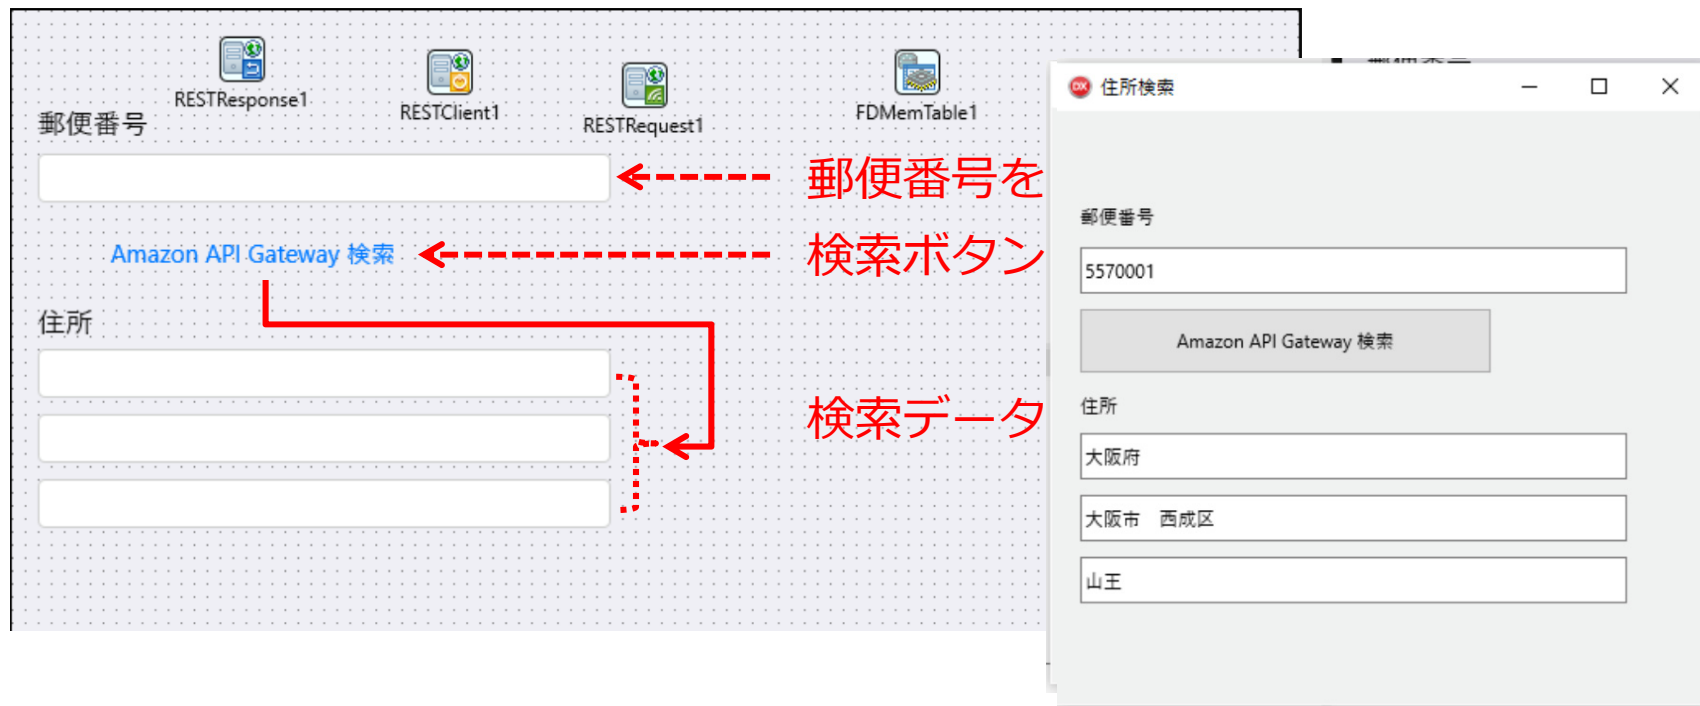 RESTResponse1
RESTClient1
RESTRequest1
FDMemTable1
郵便番号
郵便番号を
Amazon API Gateway 検索
検索ボタン
住所
検索データ
DX 住所検索
郵便番号
5570001
Amazon API Gateway 検索
住所
大阪府
大阪市　西成区
山王